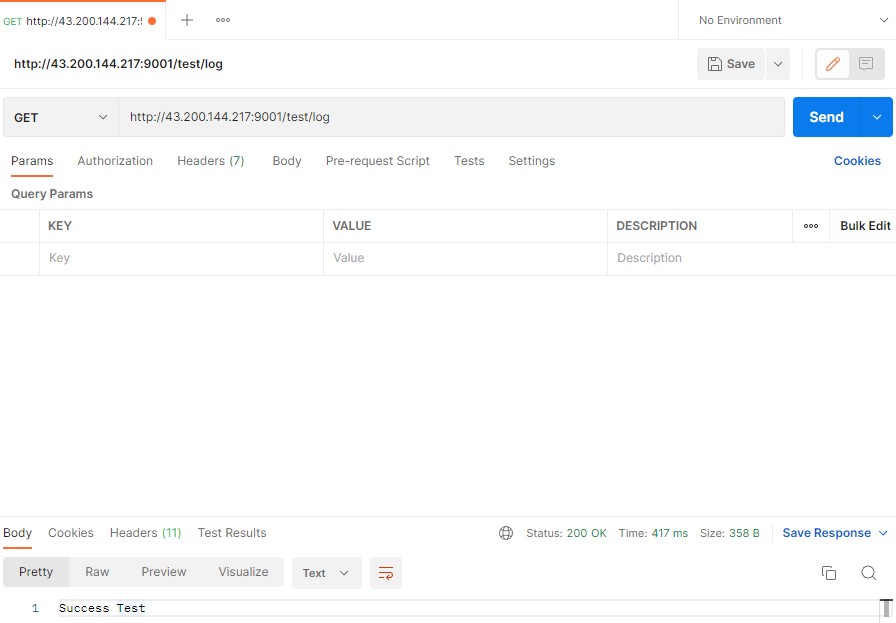 GET http://43.200.144.217:9
No Environment
http://43.200.144.217:9001/test/log
Save
GET http://43.200.144.217:9001/test/log Send
Params Authorization Headers (7) Body Pre-request Script Tests Settings Cookies
Query Params
KEY VALUE DESCRIPTION Bulk Edit
Key Value Description
Body Cookies Headers (11) Test Results Status: 200 OK Time: 417 ms Size: 358 B Save Response
Pretty Raw Preview Visualize Text
1 Success Test